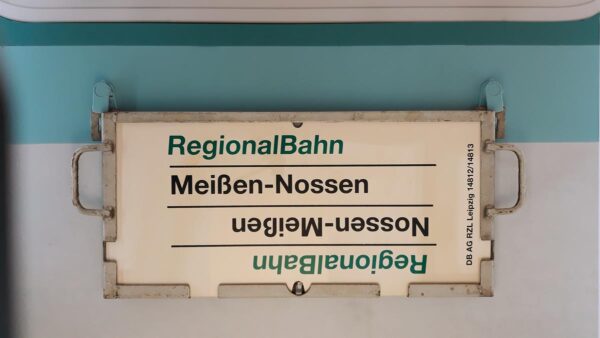 RegionalBahn
Meißen-Nossen
Nossen-Meißen
RegionalBahn
DB AG RZL Leipzig 14812/14813